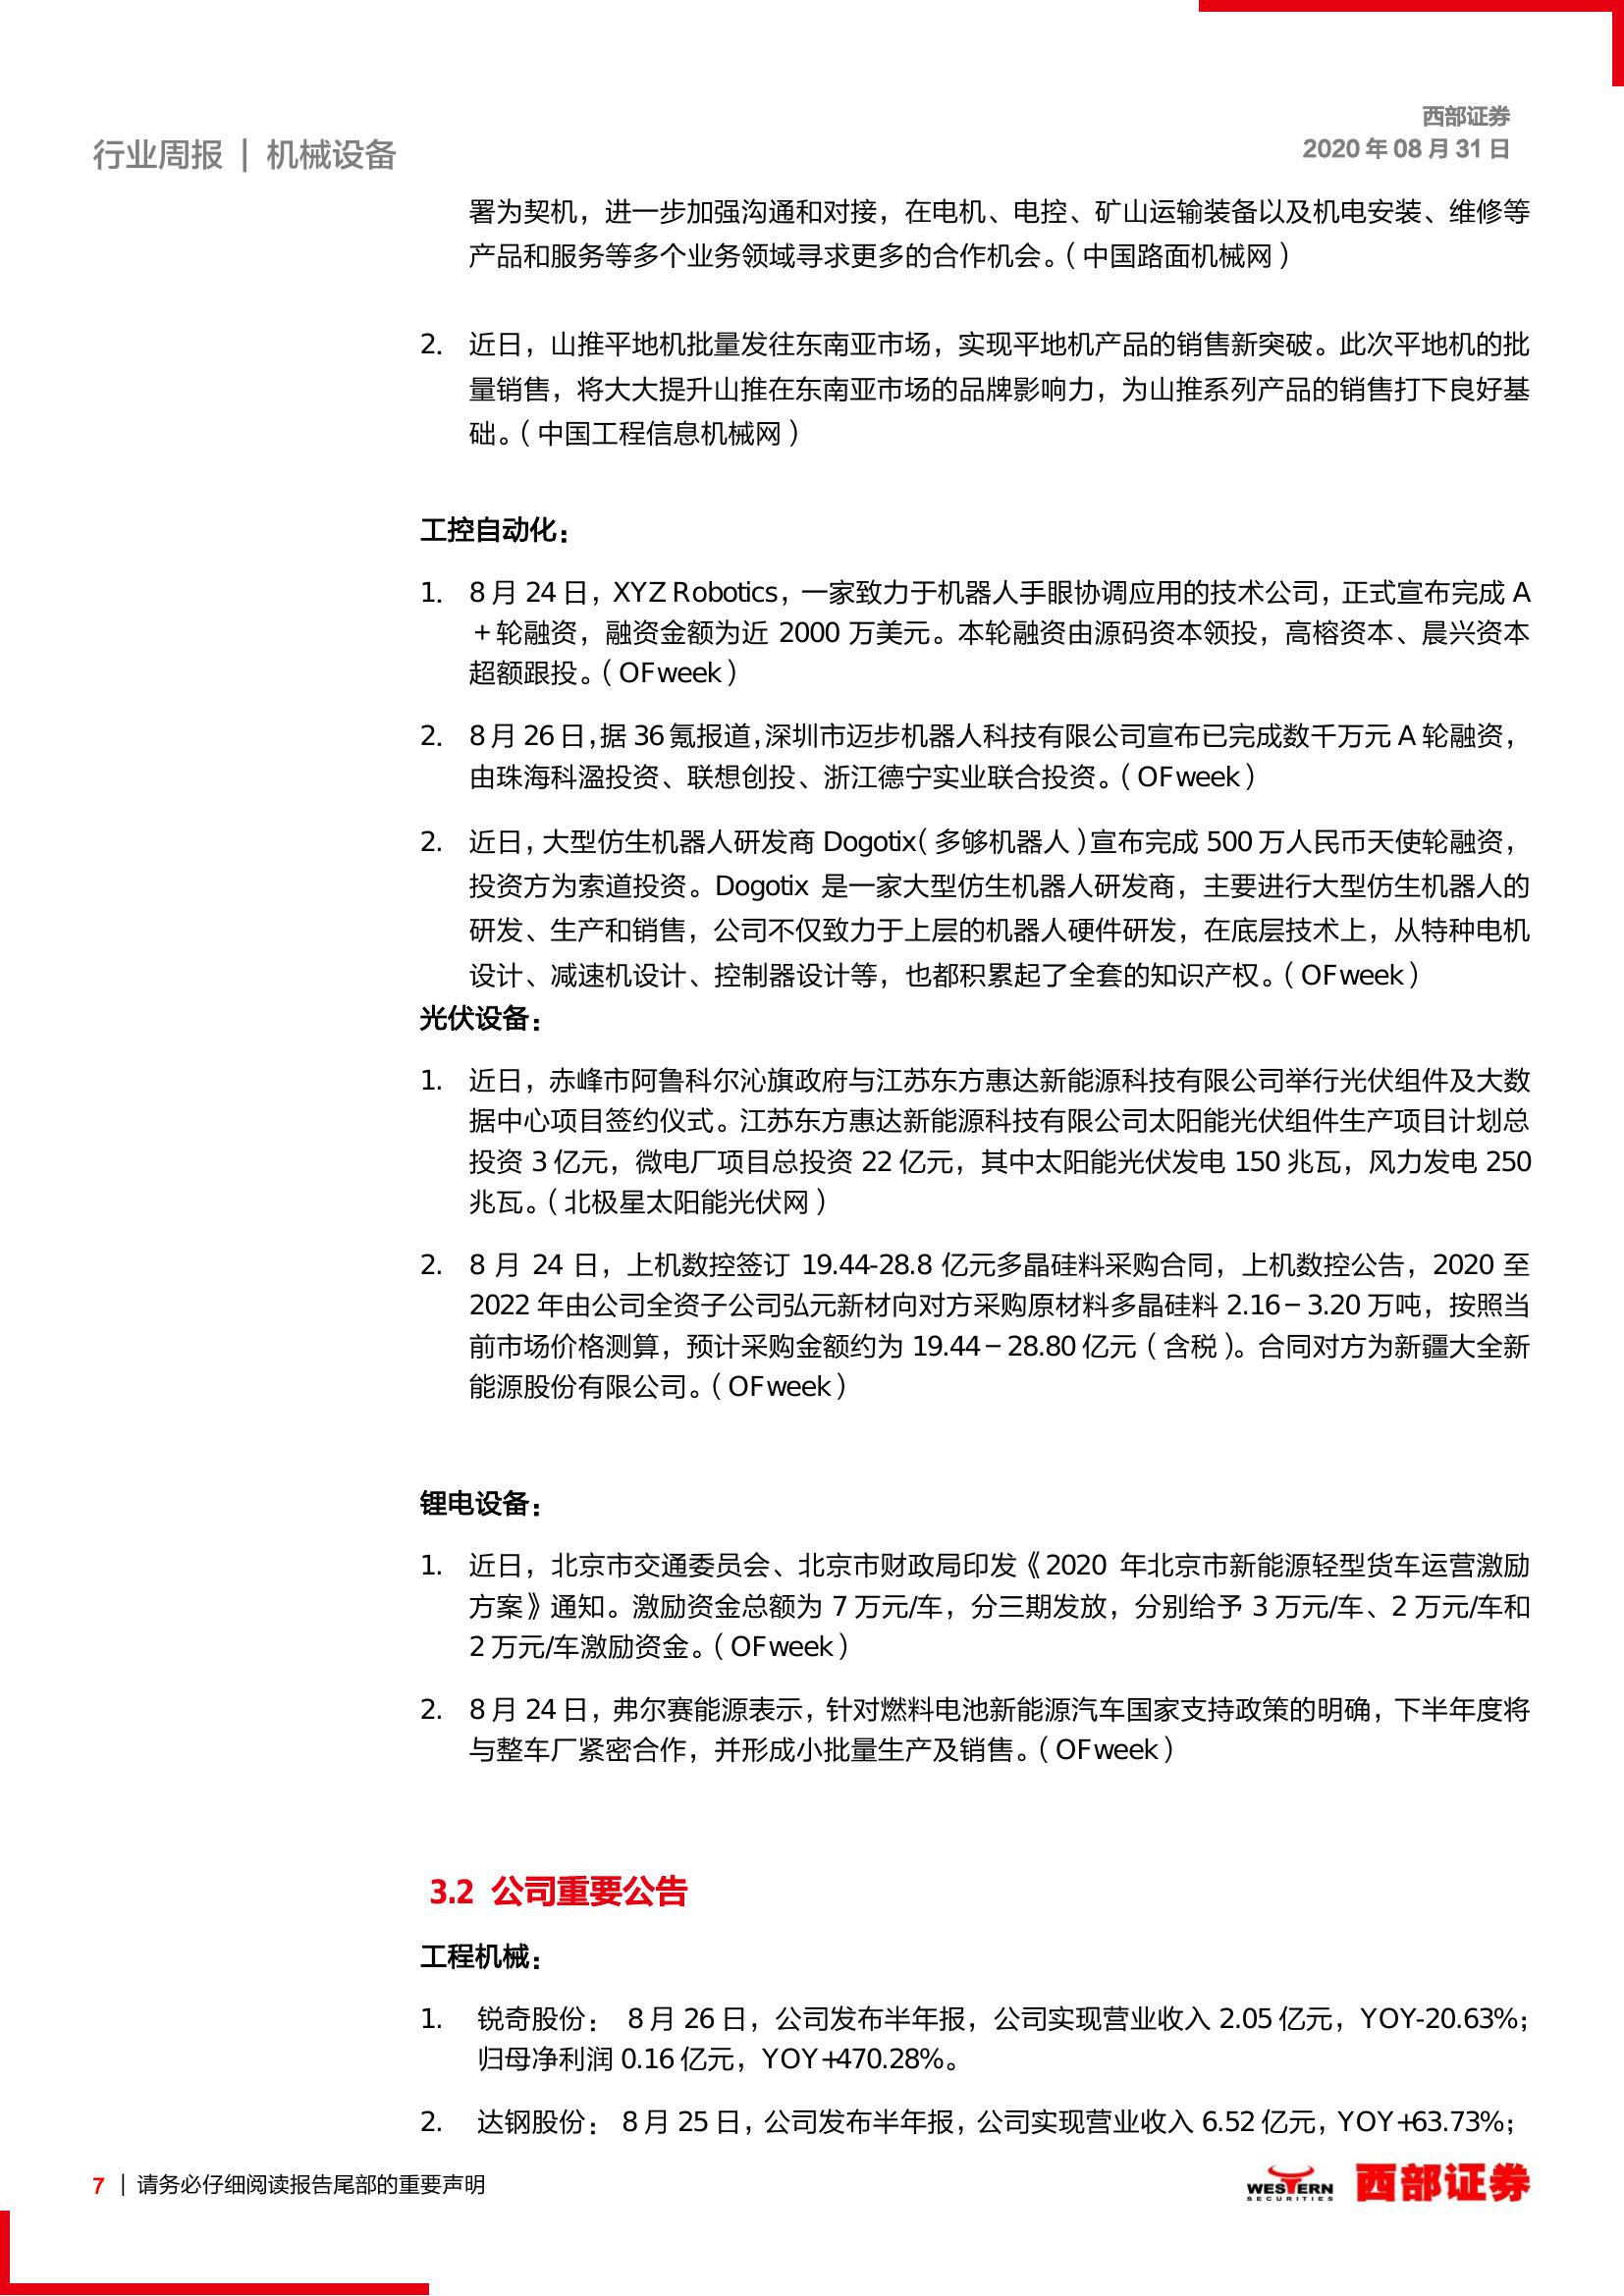 西部证券
行业周报 | 机械设备
2020 年 08 月 31 日
署为契机，进一步加强沟通和对接，在电机、电控、矿山运输装备以及机电安装、维修等
产品和服务等多个业务领域寻求更多的合作机会。（中国路面机械网）
2. 近日，山推平地机批量发往东南亚市场，实现平地机产品的销售新突破。此次平地机的批
量销售，将大大提升山推在东南亚市场的品牌影响力，为山推系列产品的销售打下良好基
础。（中国工程信息机械网）
工控自动化：
1. 8 月 24 日，XYZ Robotics，一家致力于机器人手眼协调应用的技术公司，正式宣布完成 A
＋轮融资，融资金额为近 2000 万美元。本轮融资由源码资本领投，高榕资本、晨兴资本
超额跟投。（OFweek）
2. 8 月 26 日，据 36 氪报道，深圳市迈步机器人科技有限公司宣布已完成数千万元 A 轮融资，
由珠海科溋投资、联想创投、浙江德宁实业联合投资。（OFweek）
2. 近日，大型仿生机器人研发商 Dogotix（多够机器人）宣布完成 500 万人民币天使轮融资，
投资方为索道投资。Dogotix 是一家大型仿生机器人研发商，主要进行大型仿生机器人的
研发、生产和销售，公司不仅致力于上层的机器人硬件研发，在底层技术上，从特种电机
设计、减速机设计、控制器设计等，也都积累起了全套的知识产权。（OFweek）
光伏设备：
1. 近日，赤峰市阿鲁科尔沁旗政府与江苏东方惠达新能源科技有限公司举行光伏组件及大数
据中心项目签约仪式。江苏东方惠达新能源科技有限公司太阳能光伏组件生产项目计划总
投资 3 亿元，微电厂项目总投资 22 亿元，其中太阳能光伏发电 150 兆瓦，风力发电 250
兆瓦。（北极星太阳能光伏网）
2. 8 月 24 日，上机数控签订 19.44-28.8 亿元多晶硅料采购合同，上机数控公告，2020 至
2022 年由公司全资子公司弘元新材向对方采购原材料多晶硅料 2.16－3.20 万吨，按照当
前市场价格测算，预计采购金额约为 19.44－28.80 亿元（含税）。合同对方为新疆大全新
能源股份有限公司。（OFweek）
锂电设备：
1. 近日，北京市交通委员会、北京市财政局印发《2020 年北京市新能源轻型货车运营激励
方案》通知。激励资金总额为 7 万元/车，分三期发放，分别给予 3 万元/车、2 万元/车和
2 万元/车激励资金。（OFweek）
2. 8 月 24 日，弗尔赛能源表示，针对燃料电池新能源汽车国家支持政策的明确，下半年度将
与整车厂紧密合作，并形成小批量生产及销售。（OFweek）
3.2 公司重要公告
工程机械：
1. 锐奇股份： 8 月 26 日，公司发布半年报，公司实现营业收入 2.05 亿元，YOY-20.63%；
归母净利润 0.16 亿元，YOY+470.28%。
2. 达钢股份： 8 月 25 日，公司发布半年报，公司实现营业收入 6.52 亿元，YOY+63.73%；
7 | 请务必仔细阅读报告尾部的重要声明
WESTERN
SECURITIES
西部证券